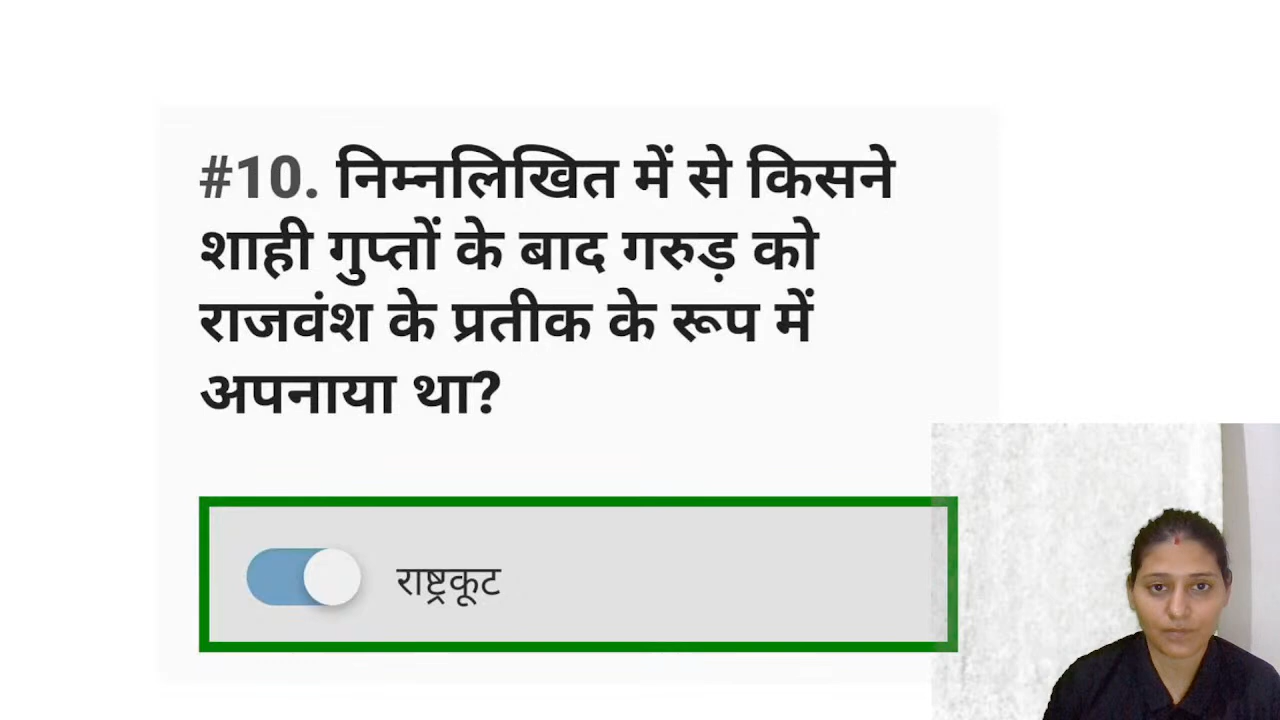 #10. निम्नलिखित में से किसने
शाही गुप्तों के बाद गरुड़ को
राजवंश के प्रतीक के रूप में
अपनाया था?
राष्ट्रकूट